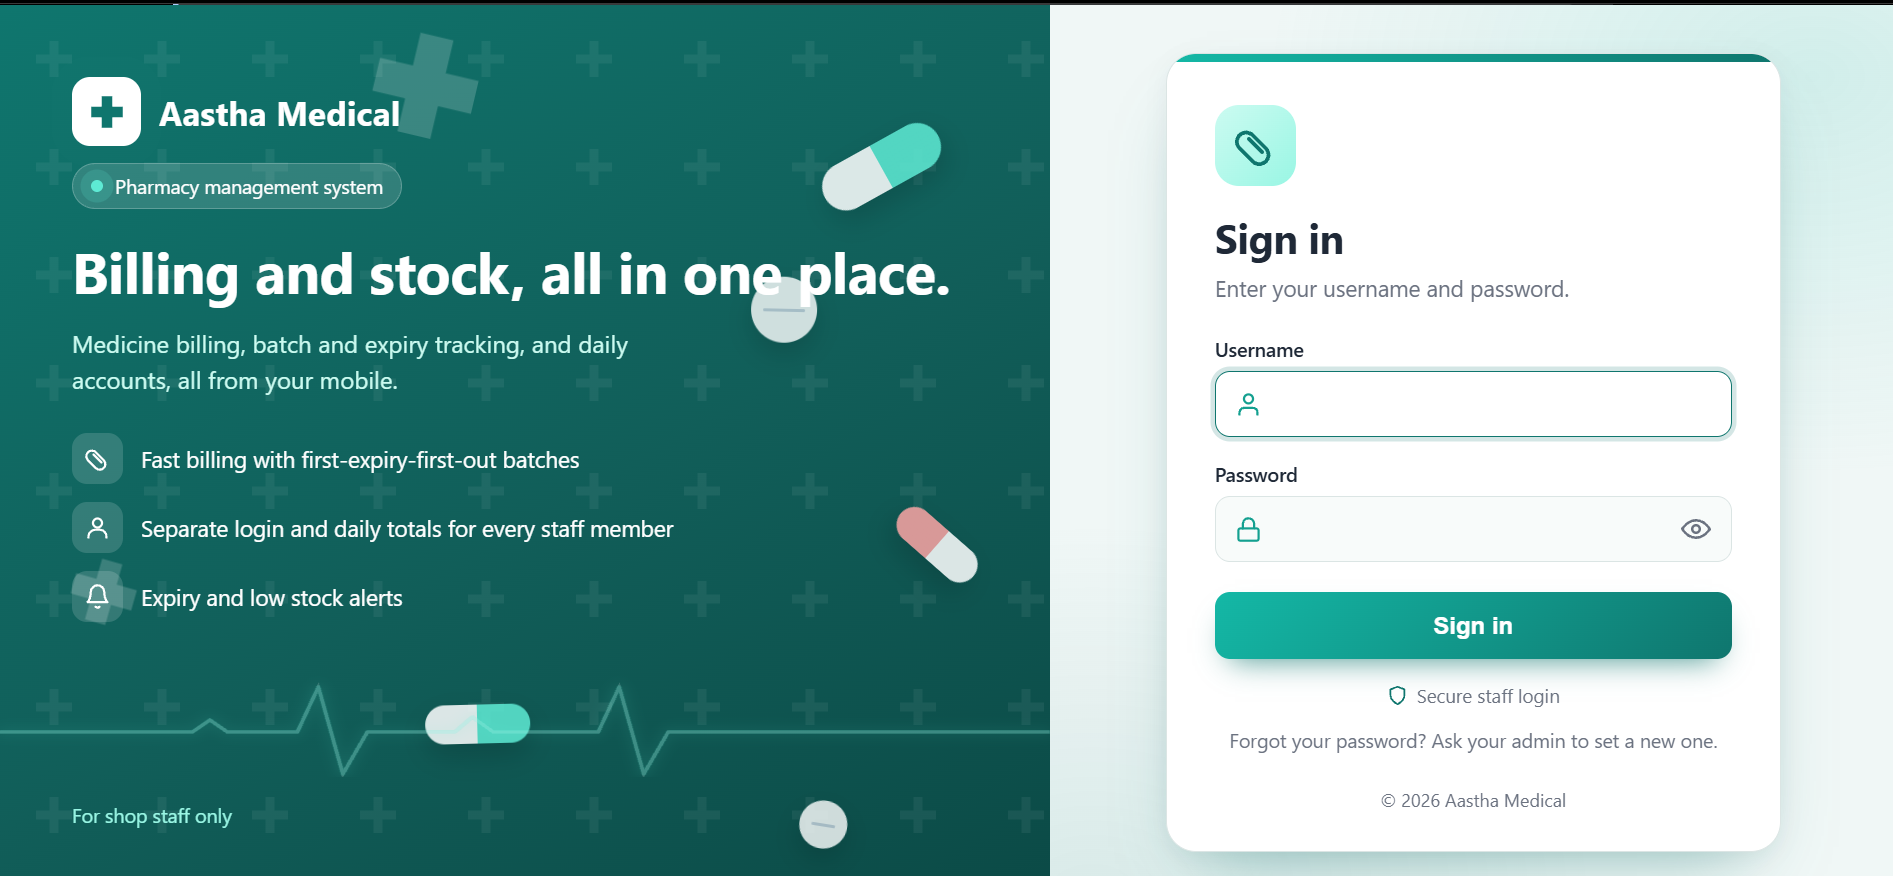 Aastha Medical
Pharmacy management system
Billing and stock, all in one place.
Medicine billing, batch and expiry tracking, and daily
accounts, all from your mobile.
Fast billing with first-expiry-first-out batches
Separate login and daily totals for every staff member
Expiry and low stock alerts
For shop staff only
Sign in
Enter your username and password.
Username
Password
Sign in
Secure staff login
Forgot your password? Ask your admin to set a new one.
© 2026 Aastha Medical